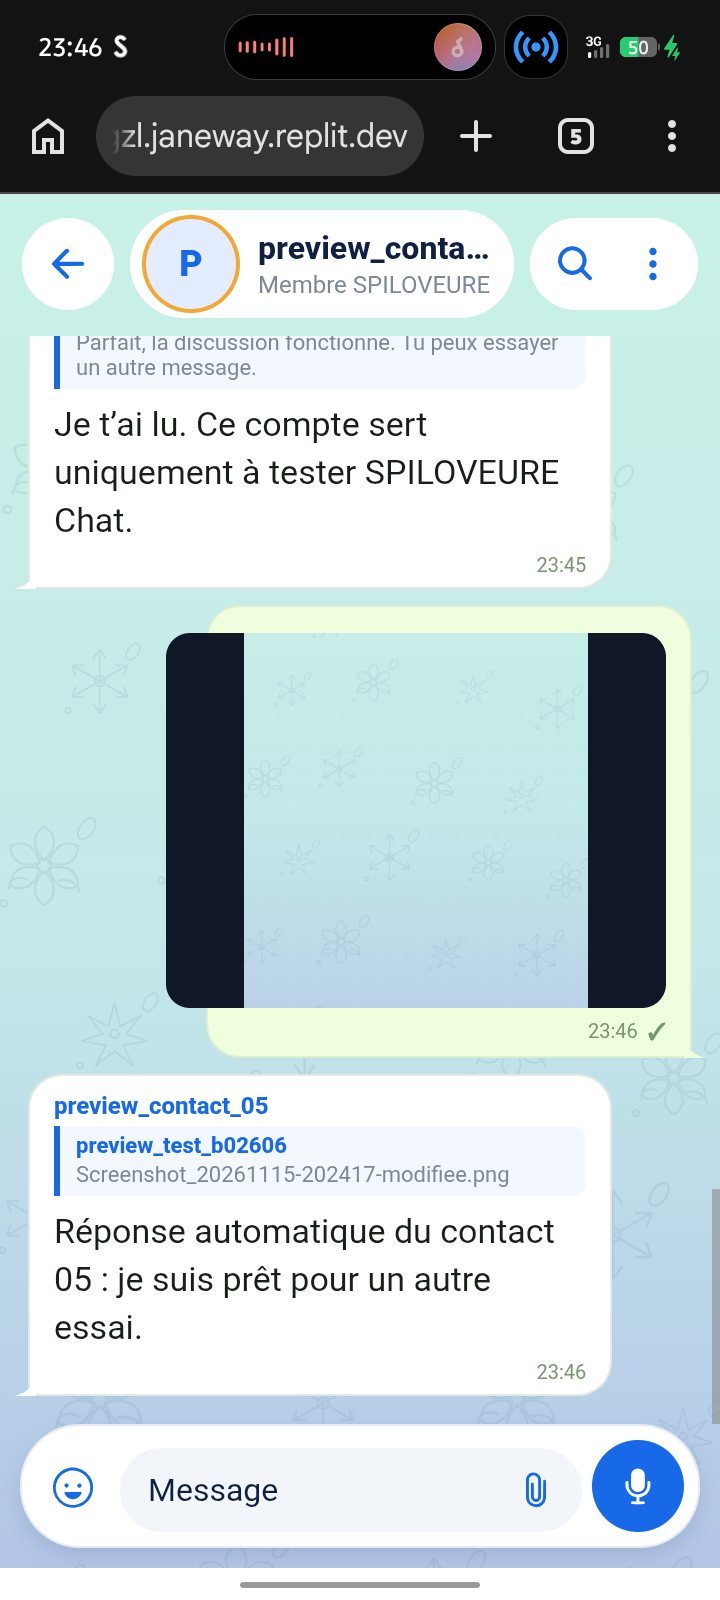 23:46 S
3G
50
zl.janeway.replit.dev
5
P
preview_conta...
Membre SPILOVEURE
Parfait, la discussion fonctionne. Tu peux essayer
un autre message.
Je t’ai lu. Ce compte sert
uniquement à tester SPILOVEURE
Chat.
23:45
23:46
preview_contact_05
preview_test_b02606
Screenshot_20261115-202417-modifiee.png
Réponse automatique du contact
05 : je suis prêt pour un autre
essai.
23:46
Message